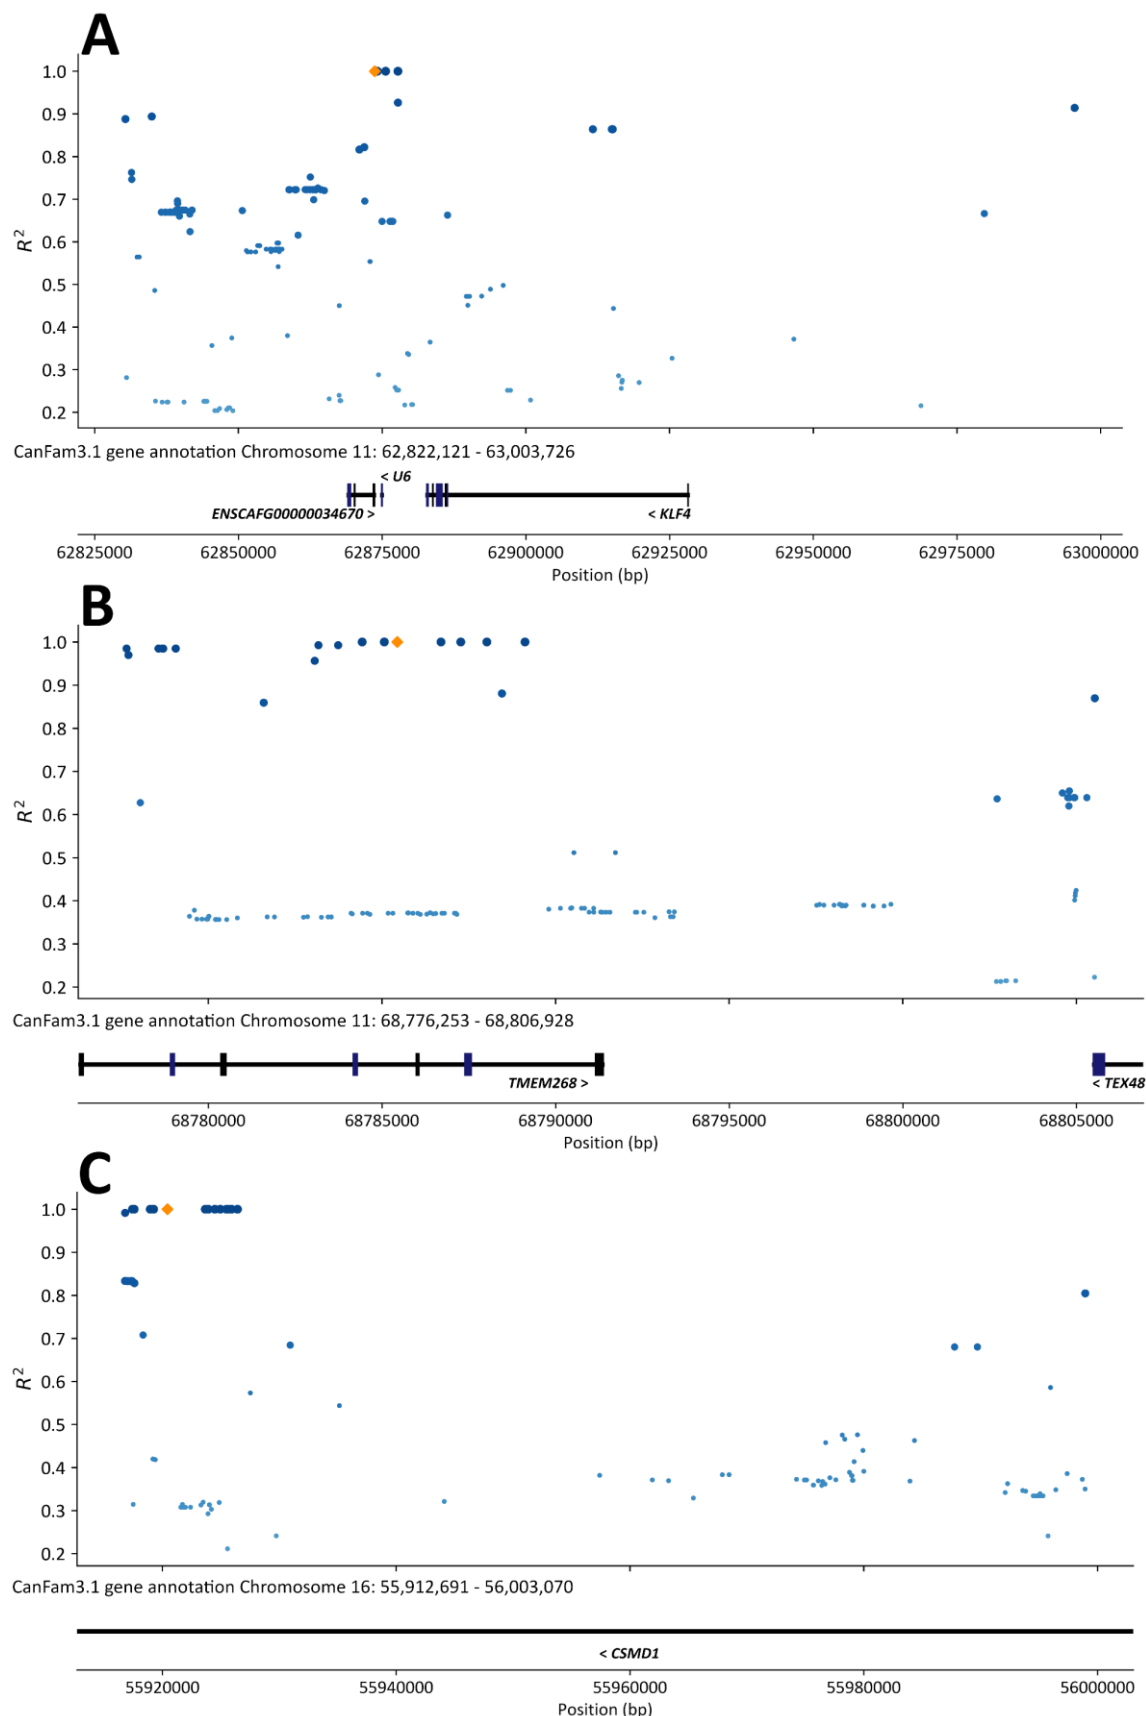 A
1.0
0.9
0.8
0.7
0.6
0.5
0.4
0.3
0.2
R²
CanFam3.1 gene annotation Chromosome 11: 62,822,121 - 63,003,726
< U6
ENSCAFG00000034670 >
< KLF4
62825000 62850000 62875000 62900000 62925000 62950000 62975000 63000000
Position (bp)
B
1.0
0.9
0.8
0.7
0.6
0.5
0.4
0.3
0.2
R²
CanFam3.1 gene annotation Chromosome 11: 68,776,253 - 68,806,928
TMEM268 >
< TEX48
68780000 68785000 68790000 68795000 68800000 68805000
Position (bp)
C
1.0
0.9
0.8
0.7
0.6
0.5
0.4
0.3
0.2
R²
CanFam3.1 gene annotation Chromosome 16: 55,912,691 - 56,003,070
< CSMD1
55920000 55940000 55960000 55980000 56000000
Position (bp)